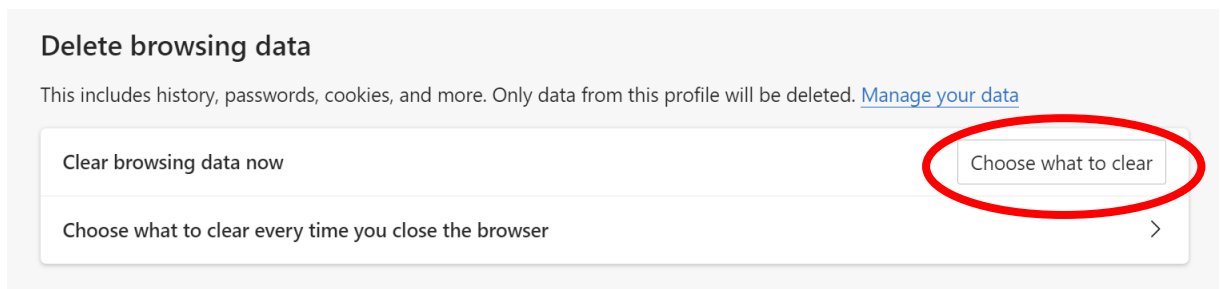 Delete browsing data
This includes history, passwords, cookies, and more. Only data from this profile will be deleted. Manage your data
Clear browsing data now
Choose what to clear
Choose what to clear every time you close the browser